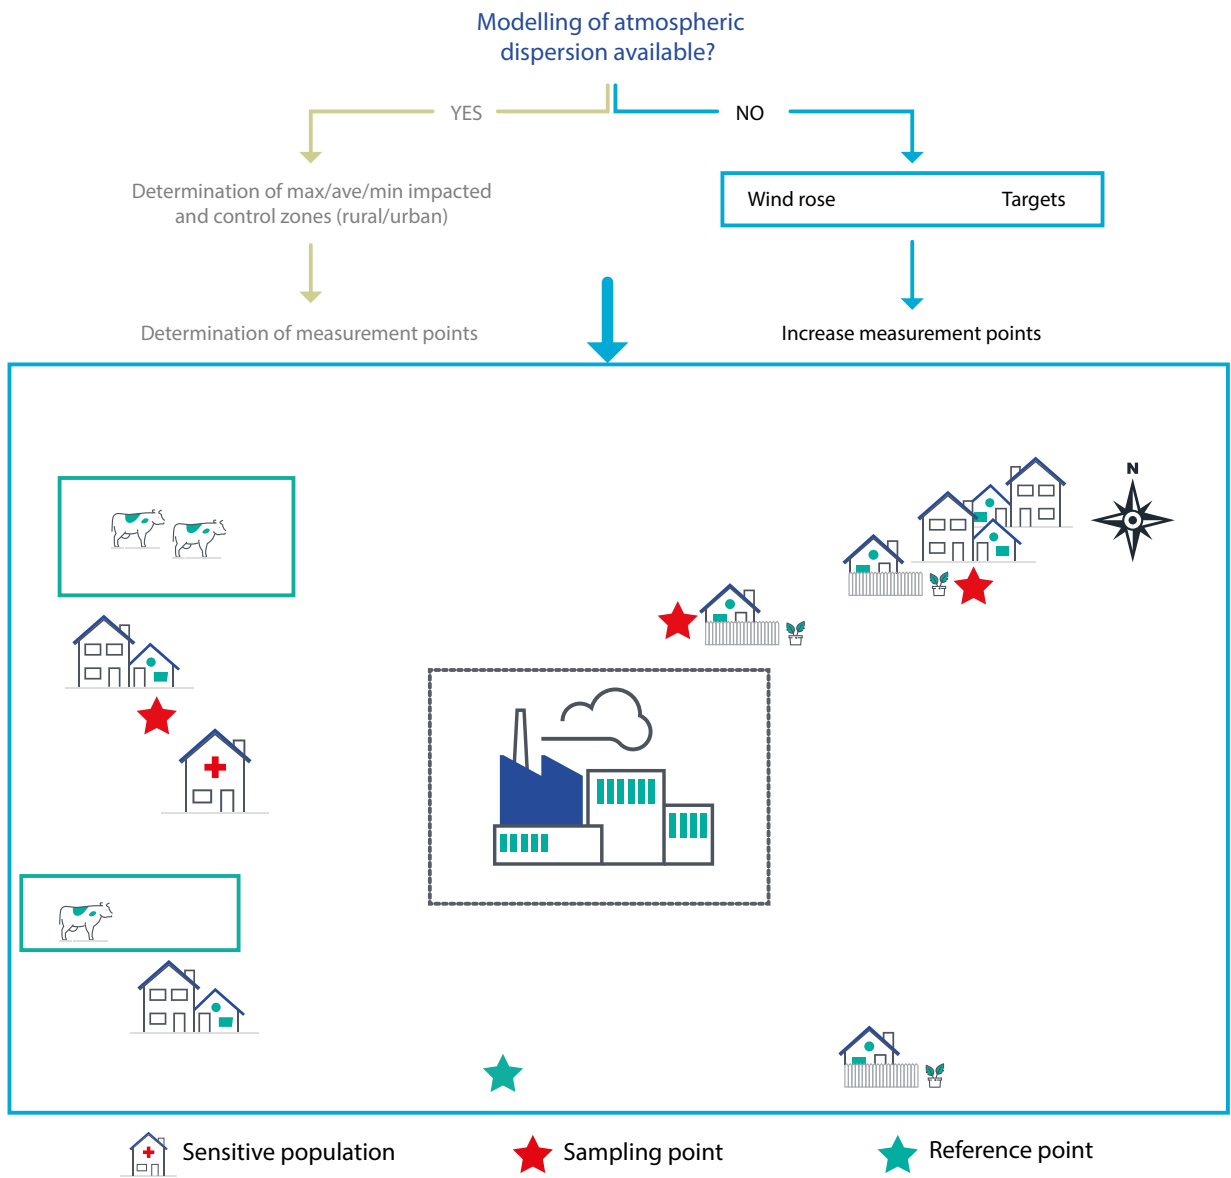 Modelling of atmospheric
dispersion available?
YES
NO
Determination of max/ave/min impacted
and control zones (rural/urban)
Wind rose
Targets
Determination of measurement points
Increase measurement points
N
Sensitive population
Sampling point
Reference point